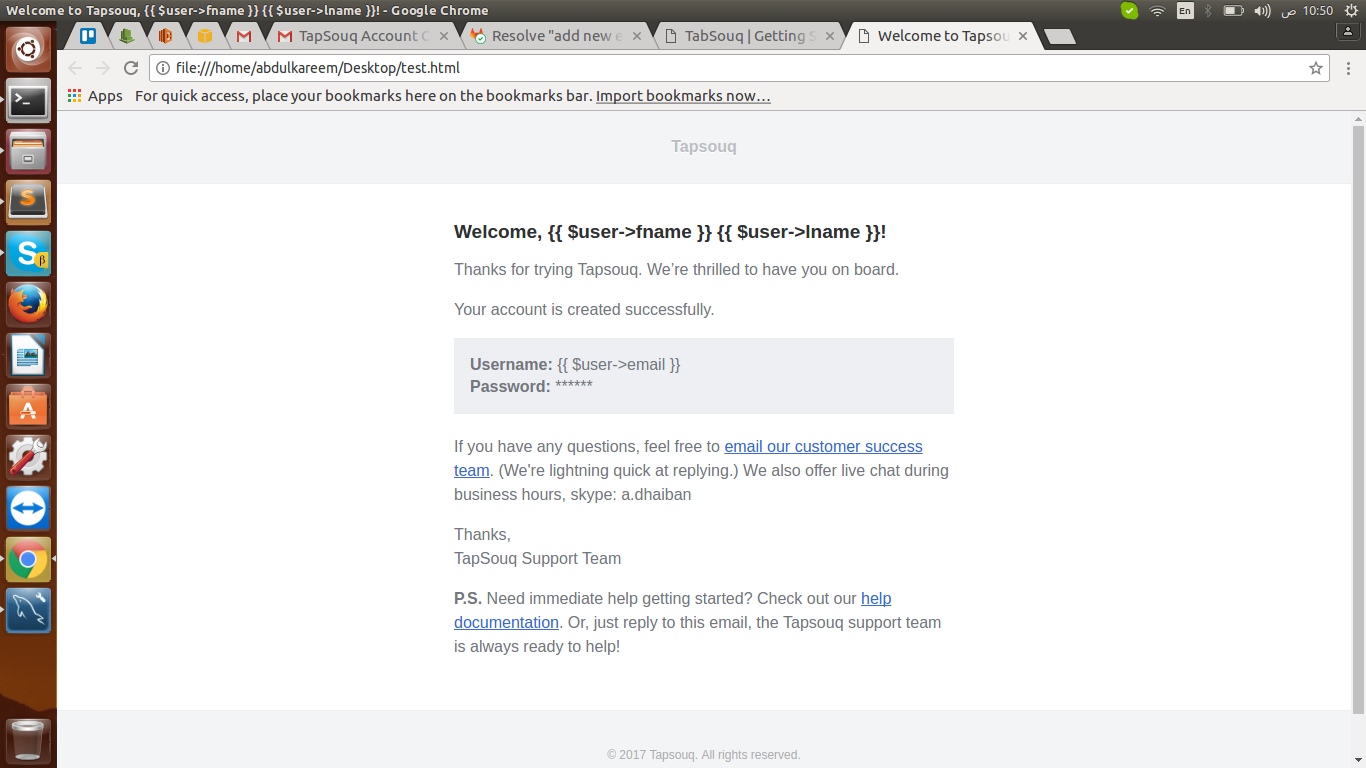 Welcome to Tapsouq, {{ $user->fname }} {{ $user->lname }}! - Google Chrome
En
ص 10:50
TapSouq Account C
Resolve "add new e
TabSouq | Getting S
Welcome to Tapsou
file:///home/abdulkareem/Desktop/test.html
Apps For quick access, place your bookmarks here on the bookmarks bar. Import bookmarks now…
Tapsouq
Welcome, {{ $user->fname }} {{ $user->lname }}!
Thanks for trying Tapsouq. We’re thrilled to have you on board.
Your account is created successfully.
Username: {{ $user->email }}
Password: ******
If you have any questions, feel free to email our customer success
team. (We're lightning quick at replying.) We also offer live chat during
business hours, skype: a.dhaiban
Thanks,
TapSouq Support Team
P.S. Need immediate help getting started? Check out our help
documentation. Or, just reply to this email, the Tapsouq support team
is always ready to help!
© 2017 Tapsouq. All rights reserved.